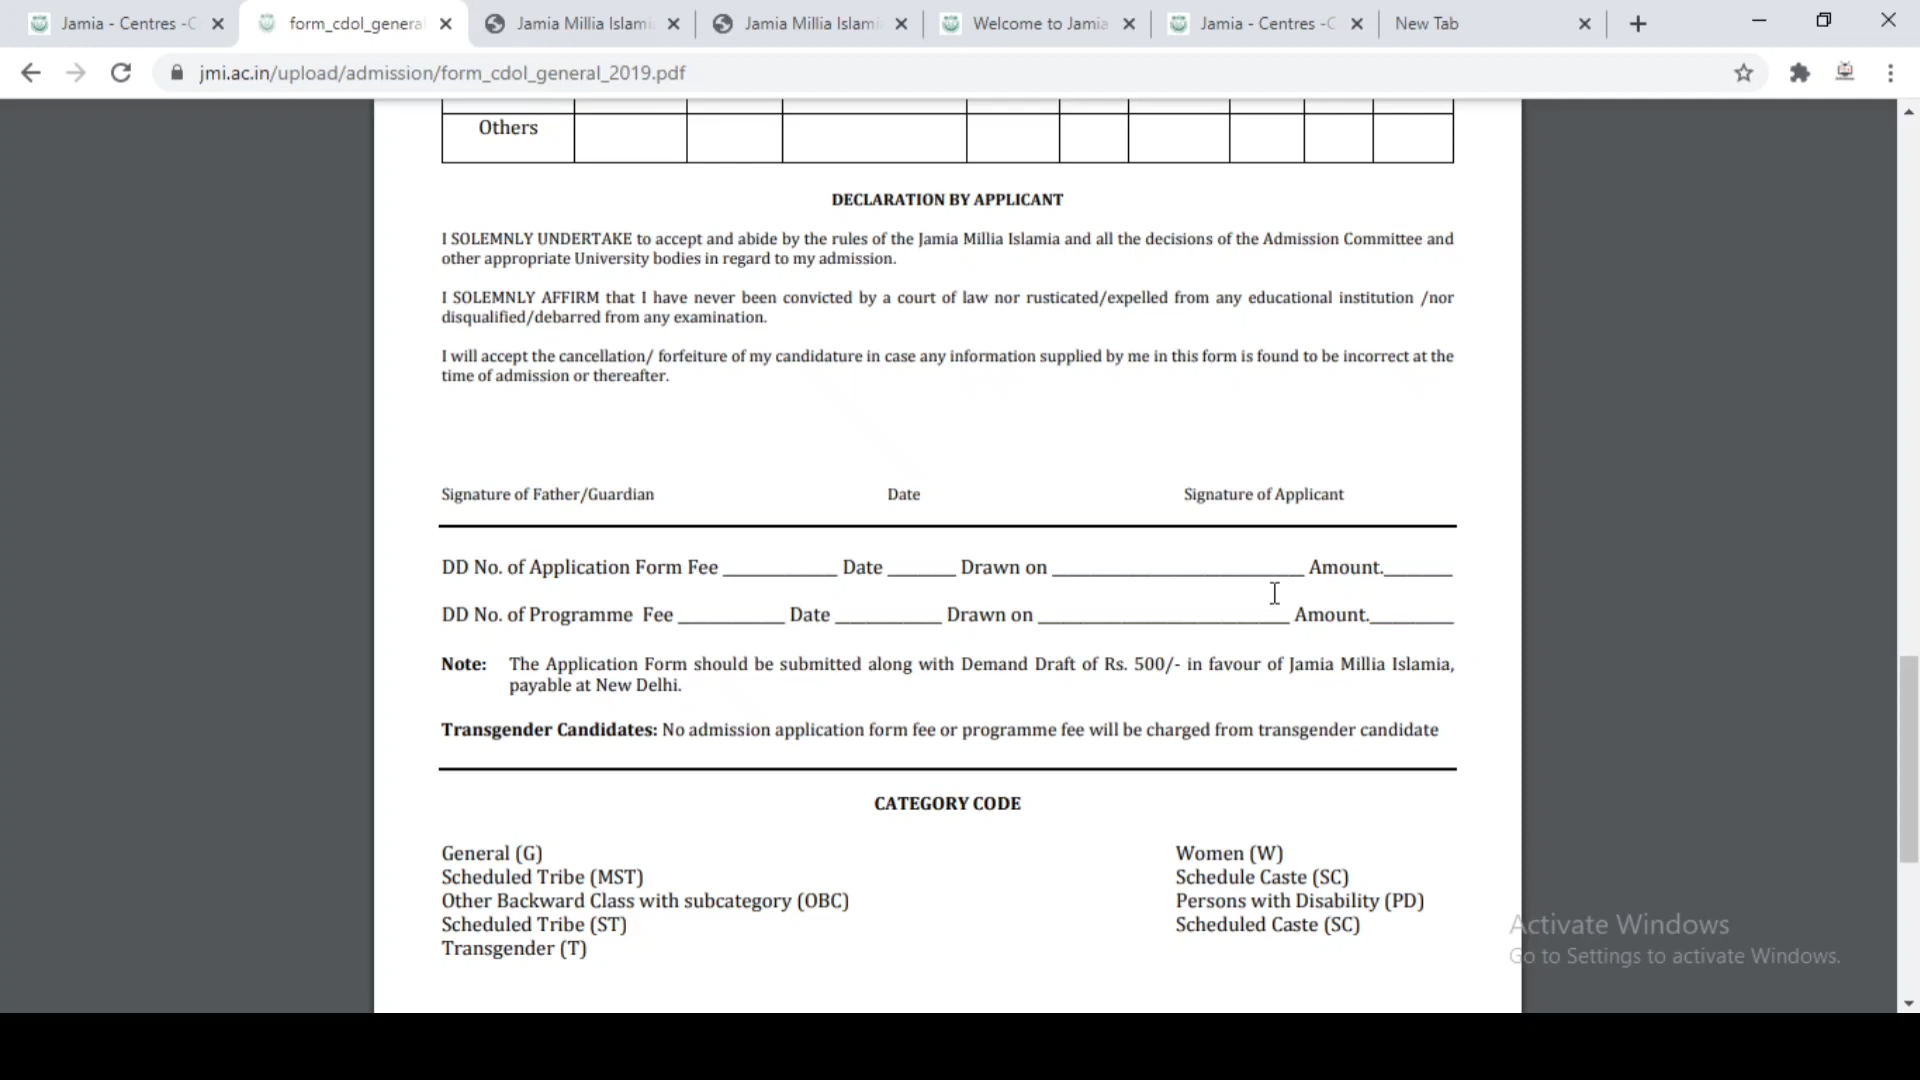 Jamia - Centres -C
form_cdol_general
Jamia Millia Islami
Jamia Millia Islami
Welcome to Jamia
Jamia - Centres -C
New Tab
jmi.ac.in/upload/admission/form_cdol_general_2019.pdf
Others
DECLARATION BY APPLICANT
I SOLEMNLY UNDERTAKE to accept and abide by the rules of the Jamia Millia Islamia and all the decisions of the Admission Committee and
other appropriate University bodies in regard to my admission.
I SOLEMNLY AFFIRM that I have never been convicted by a court of law nor rusticated/expelled from any educational institution /nor
disqualified/debarred from any examination.
I will accept the cancellation/ forfeiture of my candidature in case any information supplied by me in this form is found to be incorrect at the
time of admission or thereafter.
Signature of Father/Guardian Date Signature of Applicant
DD No. of Application Form Fee ____________ Date _______ Drawn on __________________________ Amount._______
DD No. of Programme Fee ___________ Date ___________ Drawn on __________________________ Amount.________
Note: The Application Form should be submitted along with Demand Draft of Rs. 500/- in favour of Jamia Millia Islamia,
payable at New Delhi.
Transgender Candidates: No admission application form fee or programme fee will be charged from transgender candidate
CATEGORY CODE
General (G) Women (W)
Scheduled Tribe (MST) Schedule Caste (SC)
Other Backward Class with subcategory (OBC) Persons with Disability (PD)
Scheduled Tribe (ST) Scheduled Caste (SC)
Transgender (T)
Activate Windows
Go to Settings to activate Windows.